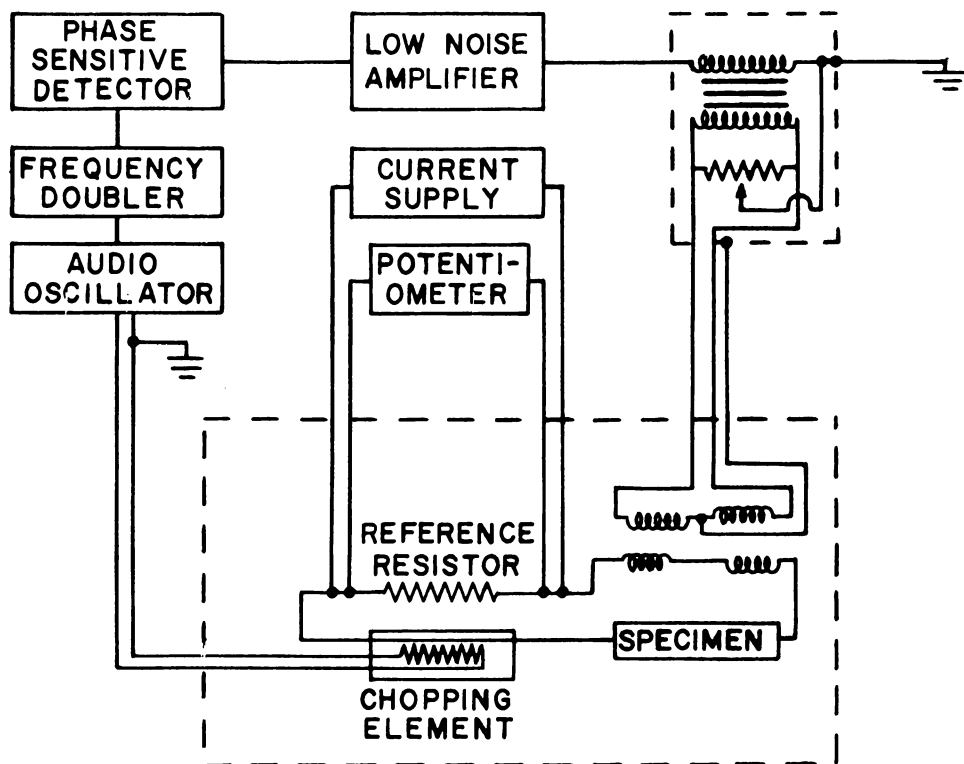 PHASE
SENSITIVE
DETECTOR
LOW NOISE
AMPLIFIER
FREQUENCY
DOUBLER
CURRENT
SUPPLY
AUDIO
OSCILLATOR
POTENTI-
OMETER
REFERENCE
RESISTOR
SPECIMEN
CHOPPING
ELEMENT